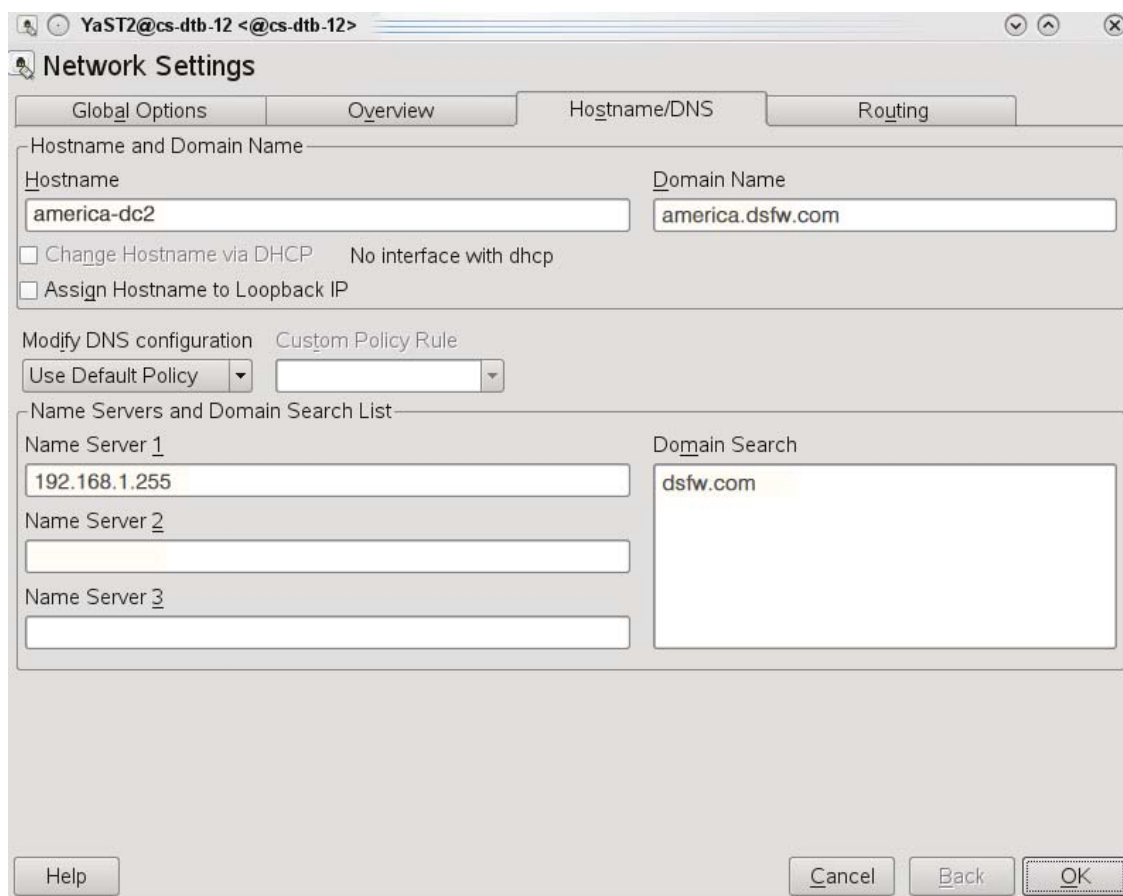 YaST2@cs-dtb-12 <@cs-dtb-12>
Network Settings
Global Options
Overview
Hostname/DNS
Routing
Hostname and Domain Name
Hostname
Domain Name
america-dc2
america.dsfw.com
Change Hostname via DHCP
No interface with dhcp
Assign Hostname to Loopback IP
Modify DNS configuration
Custom Policy Rule
Use Default Policy
Name Servers and Domain Search List
Name Server 1
Domain Search
192.168.1.255
dsfw.com
Name Server 2
Name Server 3
Help
Cancel
Back
OK